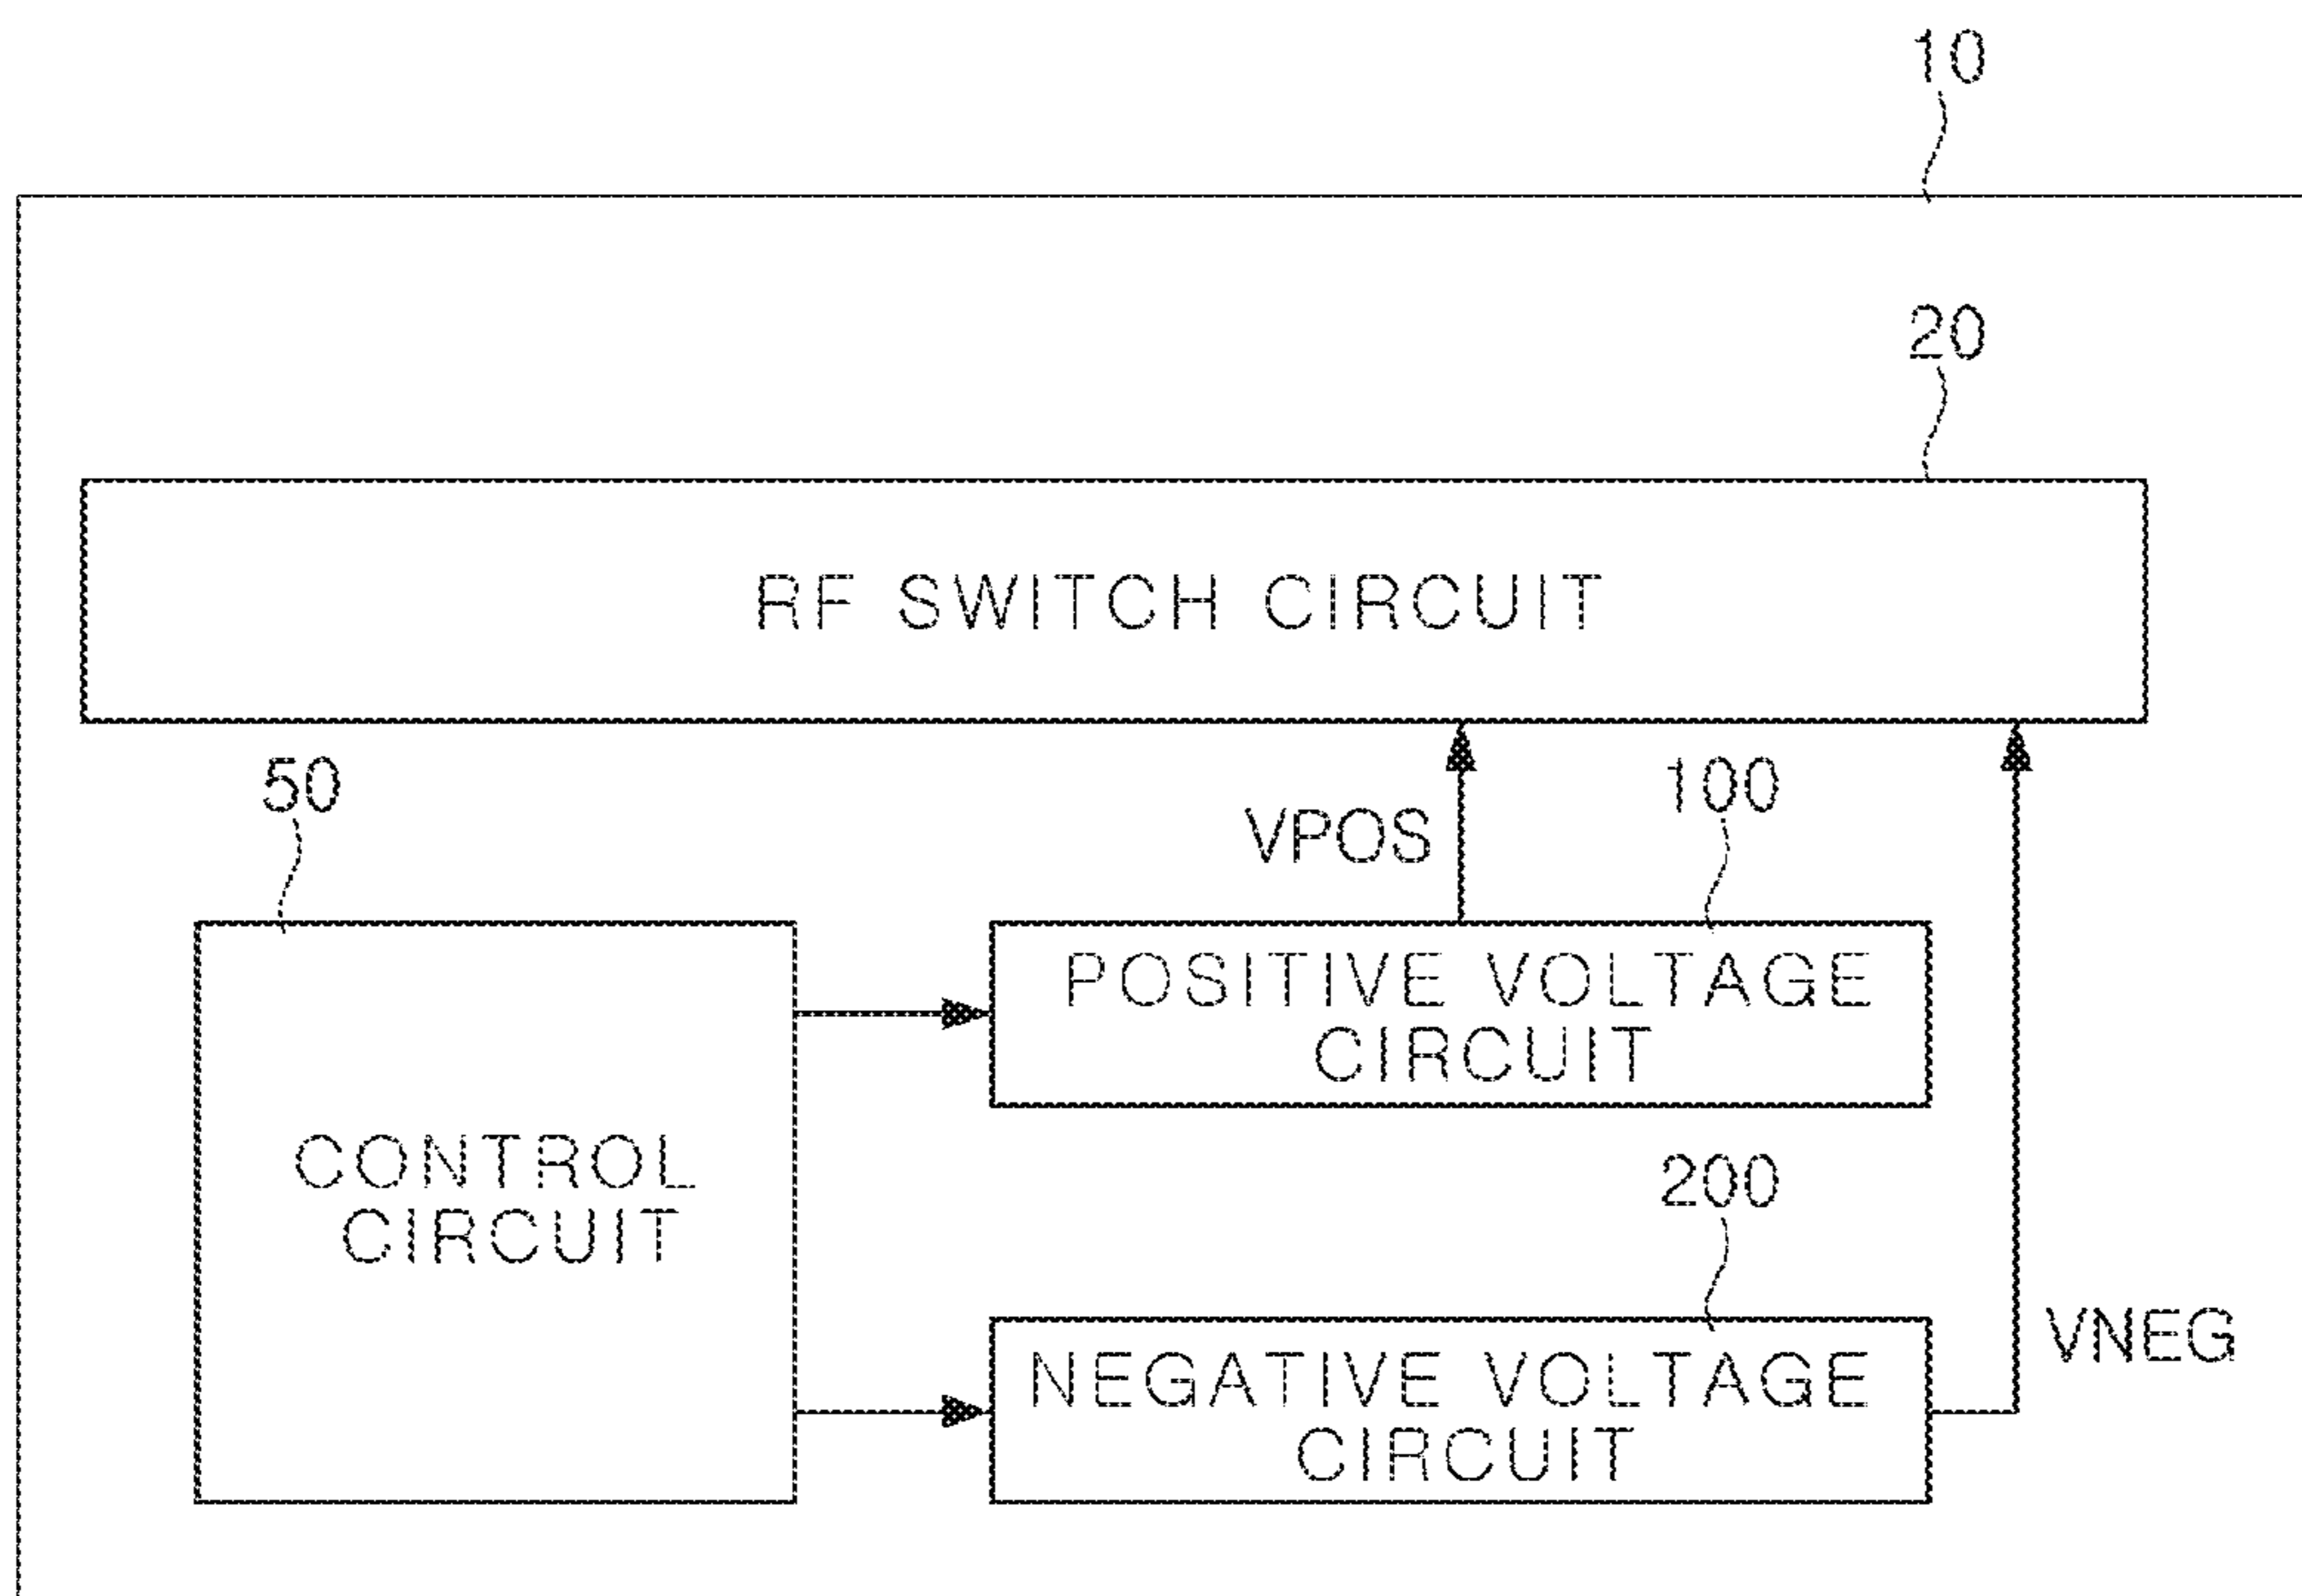 10
20
RF SWITCH CIRCUIT
50
VPOS
100
POSITIVE VOLTAGE
CIRCUIT
CONTROL
CIRCUIT
200
NEGATIVE VOLTAGE
CIRCUIT
VNEG